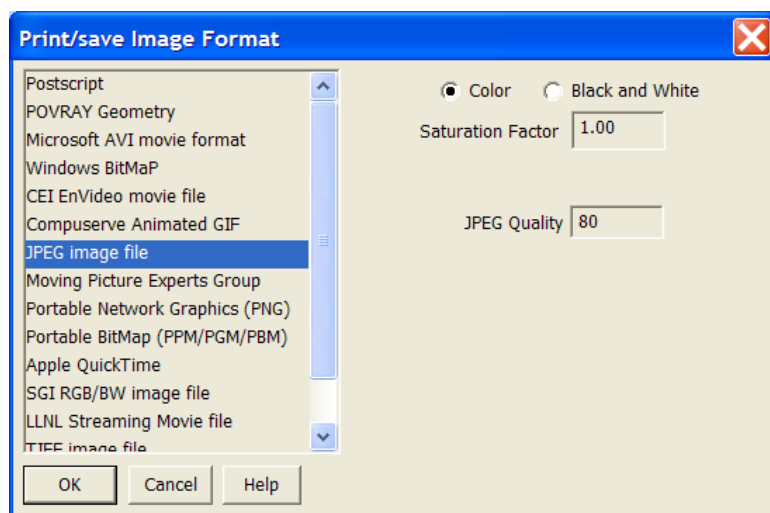 Print/save Image Format
Postscript
POVRAY Geometry
Microsoft AVI movie format
Windows BitMaP
CEI EnVideo movie file
Compuserve Animated GIF
JPEG image file
Moving Picture Experts Group
Portable Network Graphics (PNG)
Portable BitMap (PPM/PGM/PBM)
Apple QuickTime
SGI RGB/BW image file
LLNL Streaming Movie file
TIFF image file
Color Black and White
Saturation Factor 1.00
JPEG Quality 80
OK Cancel Help